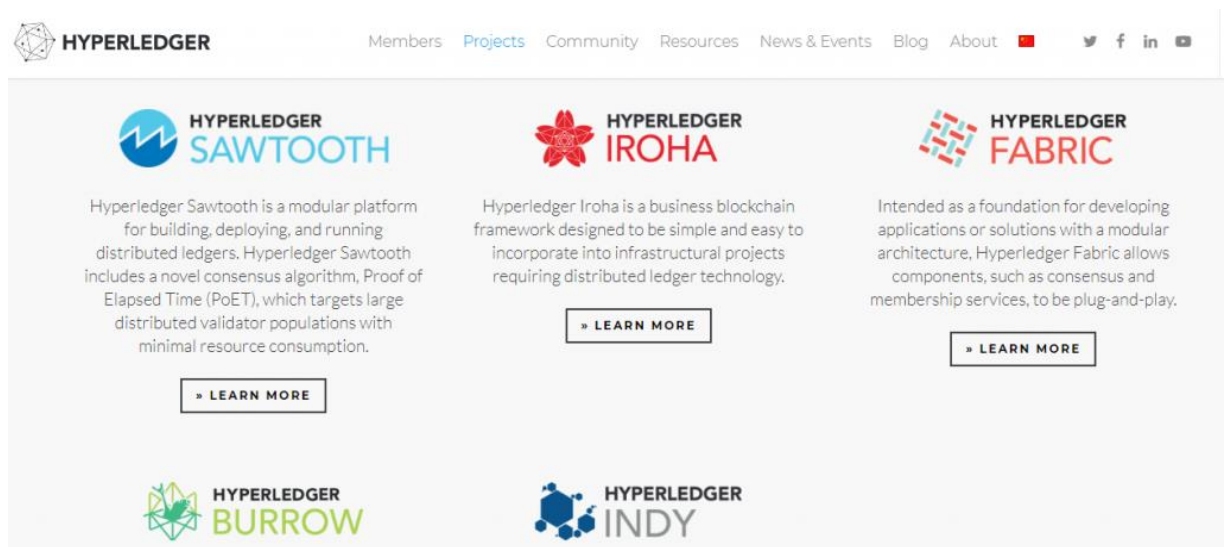 HYPERLEDGER
Members Projects Community Resources News & Events Blog About
HYPERLEDGER
SAWTOOTH
Hyperledger Sawtooth is a modular platform
for building, deploying, and running
distributed ledgers. Hyperledger Sawtooth
includes a novel consensus algorithm, Proof of
Elapsed Time (PoET), which targets large
distributed validator populations with
minimal resource consumption.
» LEARN MORE
HYPERLEDGER
IROHA
Hyperledger Iroha is a business blockchain
framework designed to be simple and easy to
incorporate into infrastructural projects
requiring distributed ledger technology.
» LEARN MORE
HYPERLEDGER
FABRIC
Intended as a foundation for developing
applications or solutions with a modular
architecture, Hyperledger Fabric allows
components, such as consensus and
membership services, to be plug-and-play.
» LEARN MORE
HYPERLEDGER
BURROW
HYPERLEDGER
INDY